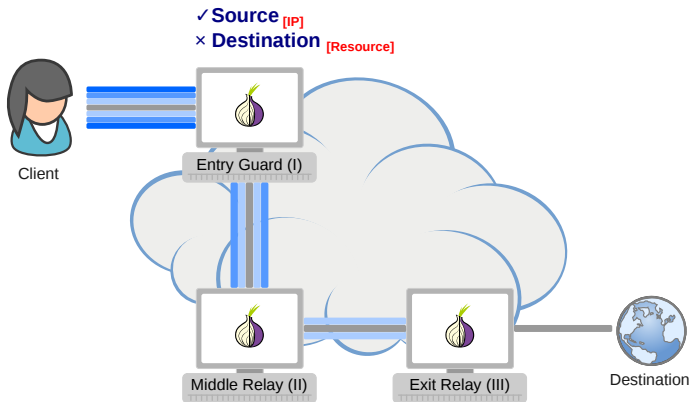 ✓Source [IP]
× Destination [Resource]
Client
Entry Guard (I)
Middle Relay (II)
Exit Relay (III)
Destination